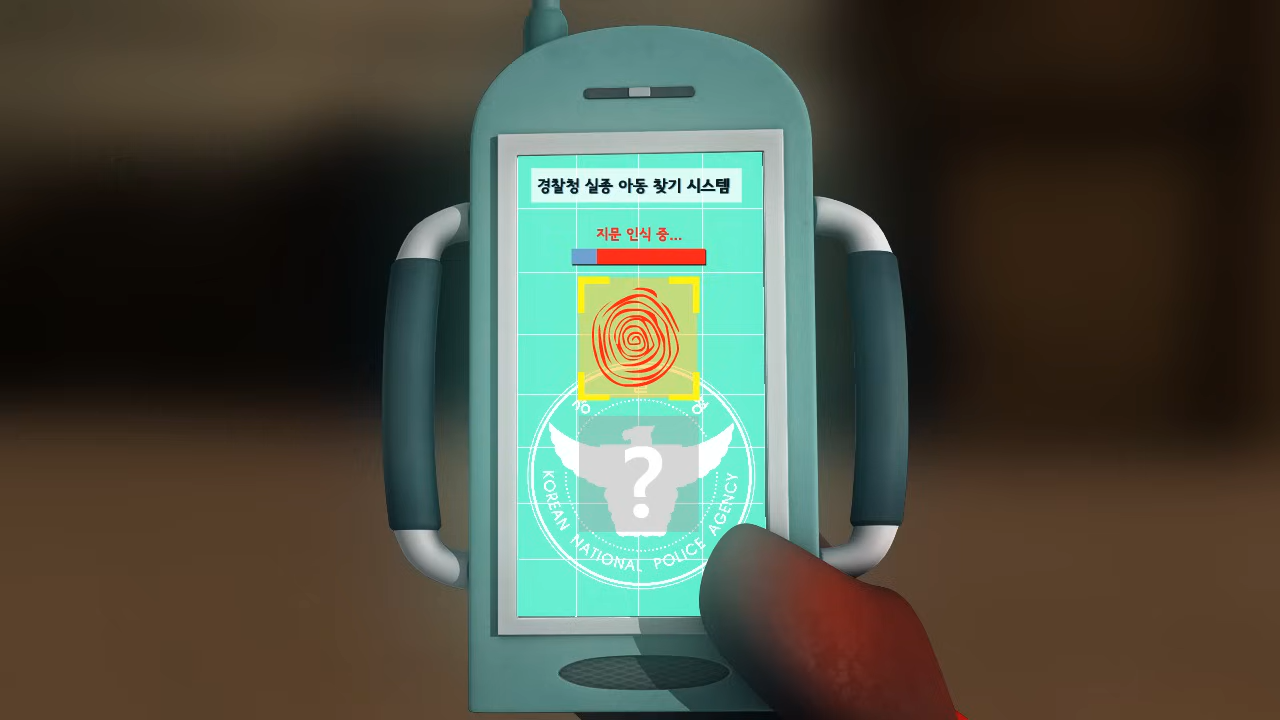 경찰청 실종 아동 찾기 시스템
지문 인식 중...
?
KOREAN NATIONAL POLICE AGENCY